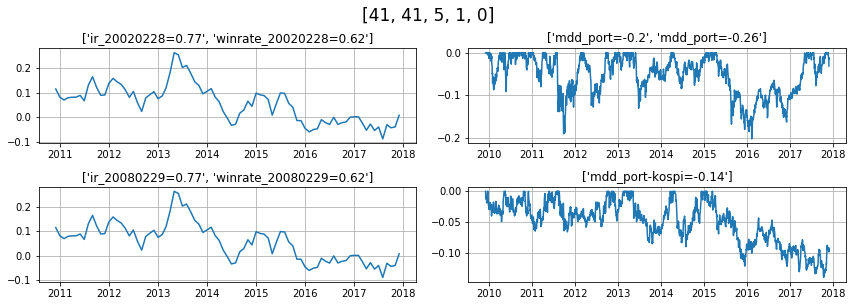 [41, 41, 5, 1, 0]
['ir_20020228=0.77', 'winrate_20020228=0.62']
0.2
0.1
0.0
−0.1
2011 2012 2013 2014 2015 2016 2017 2018
['mdd_port=-0.2', 'mdd_port=-0.26']
0.0
−0.1
−0.2
2010 2011 2012 2013 2014 2015 2016 2017 2018
['ir_20080229=0.77', 'winrate_20080229=0.62']
0.2
0.1
0.0
−0.1
2011 2012 2013 2014 2015 2016 2017 2018
['mdd_port-kospi=-0.14']
0.00
−0.05
−0.10
2010 2011 2012 2013 2014 2015 2016 2017 2018